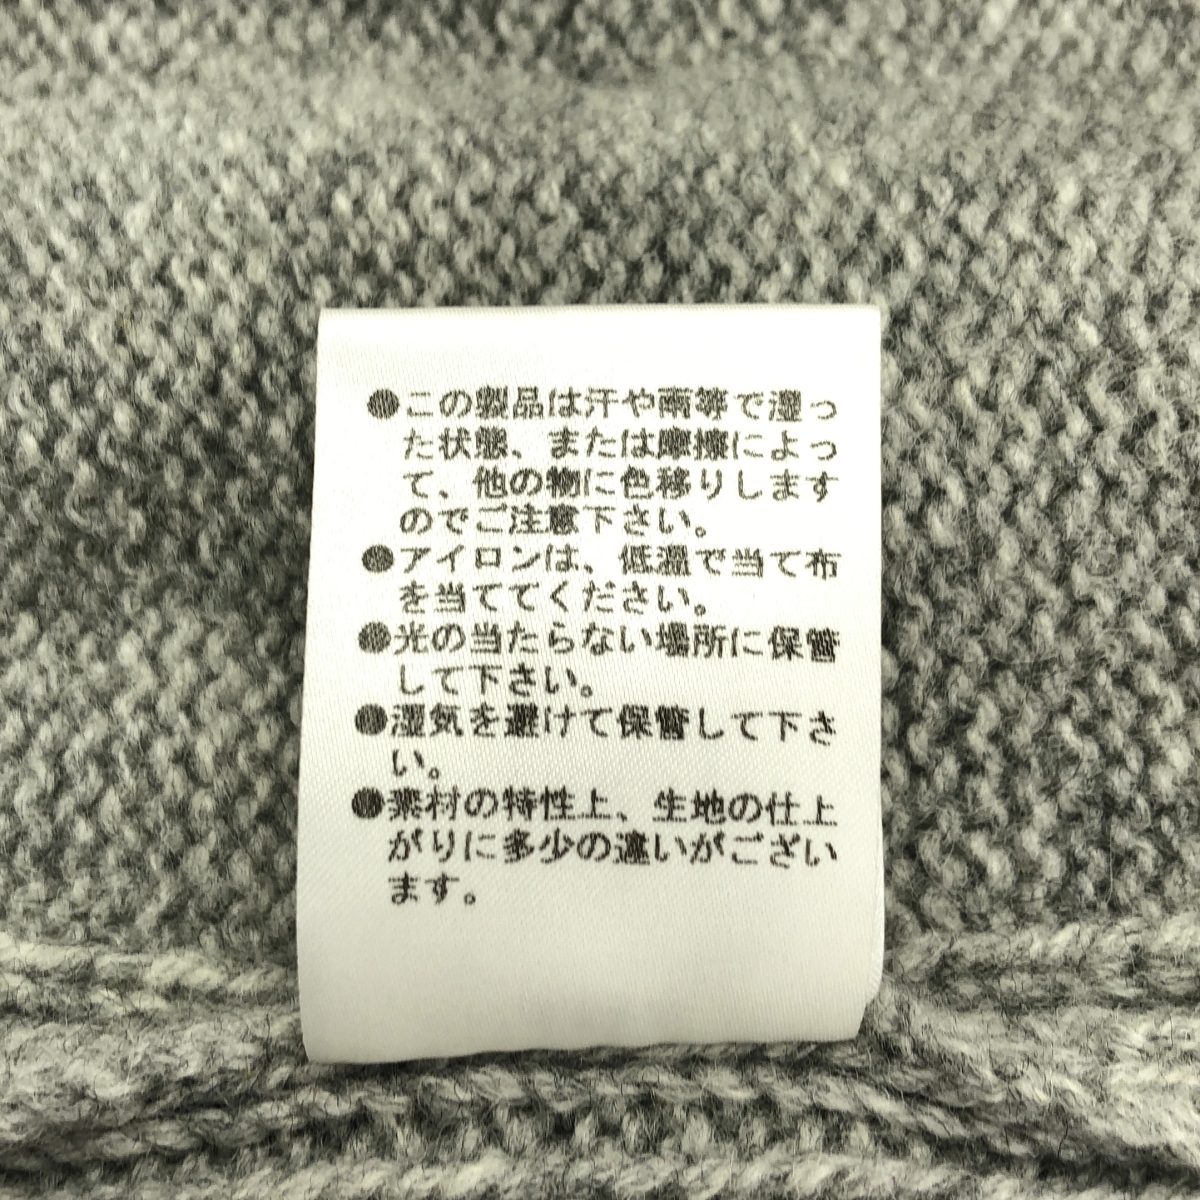 ●この製品は汗や雨等で湿っ
た状態、または摩擦によっ
て、他の物に色移りします
のでご注意下さい。
●アイロンは、低温で当て布
を当ててください。
●光の当たらない場所に保管
して下さい。
●湿気を避けて保管して下さ
い。
●素材の特性上、生地の仕上
がりに多少の違いがござい
ます。